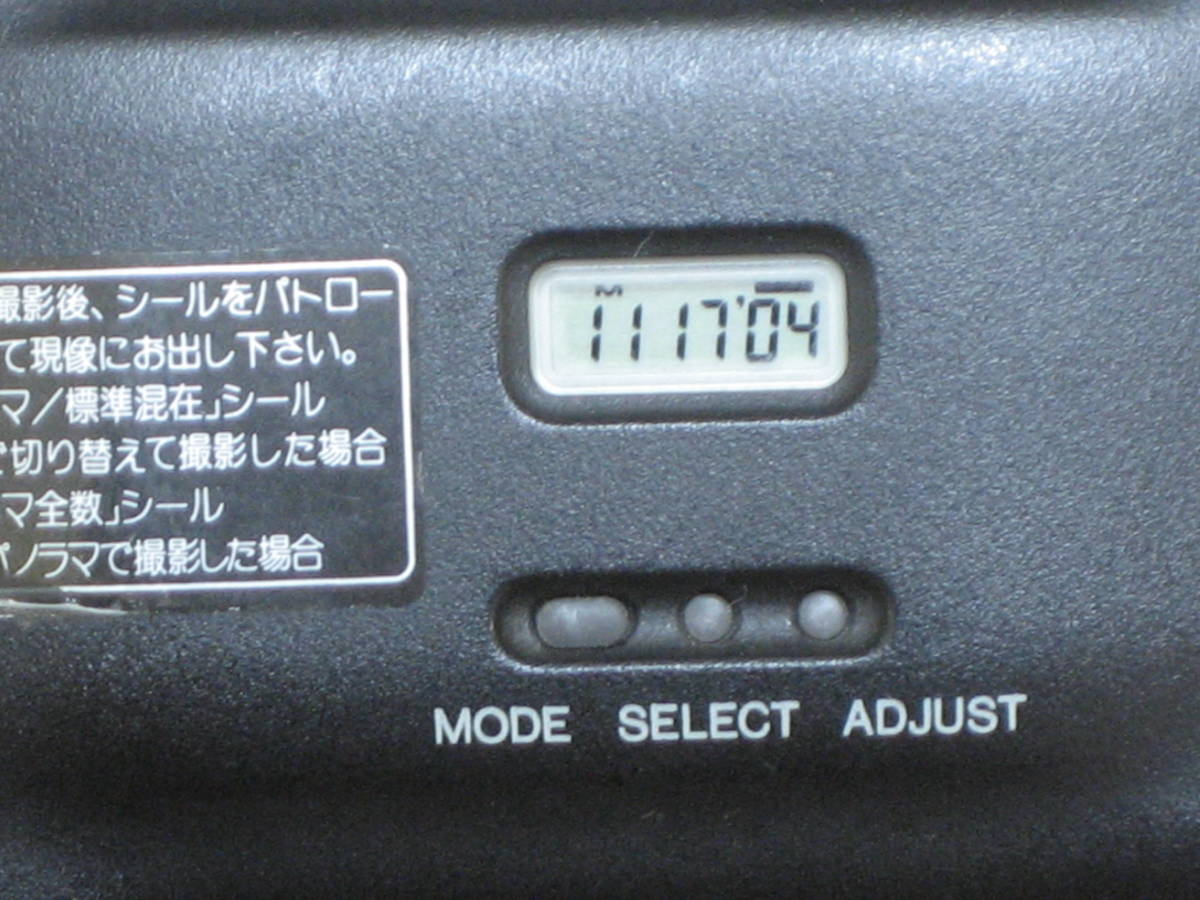 撮影後、シールをパトロー
て現像にお出し下さい。
マ／標準混在」シール
で切り替えて撮影した場合
マ全数」シール
パノラマで撮影した場合
M
11 17'04
MODE SELECT ADJUST